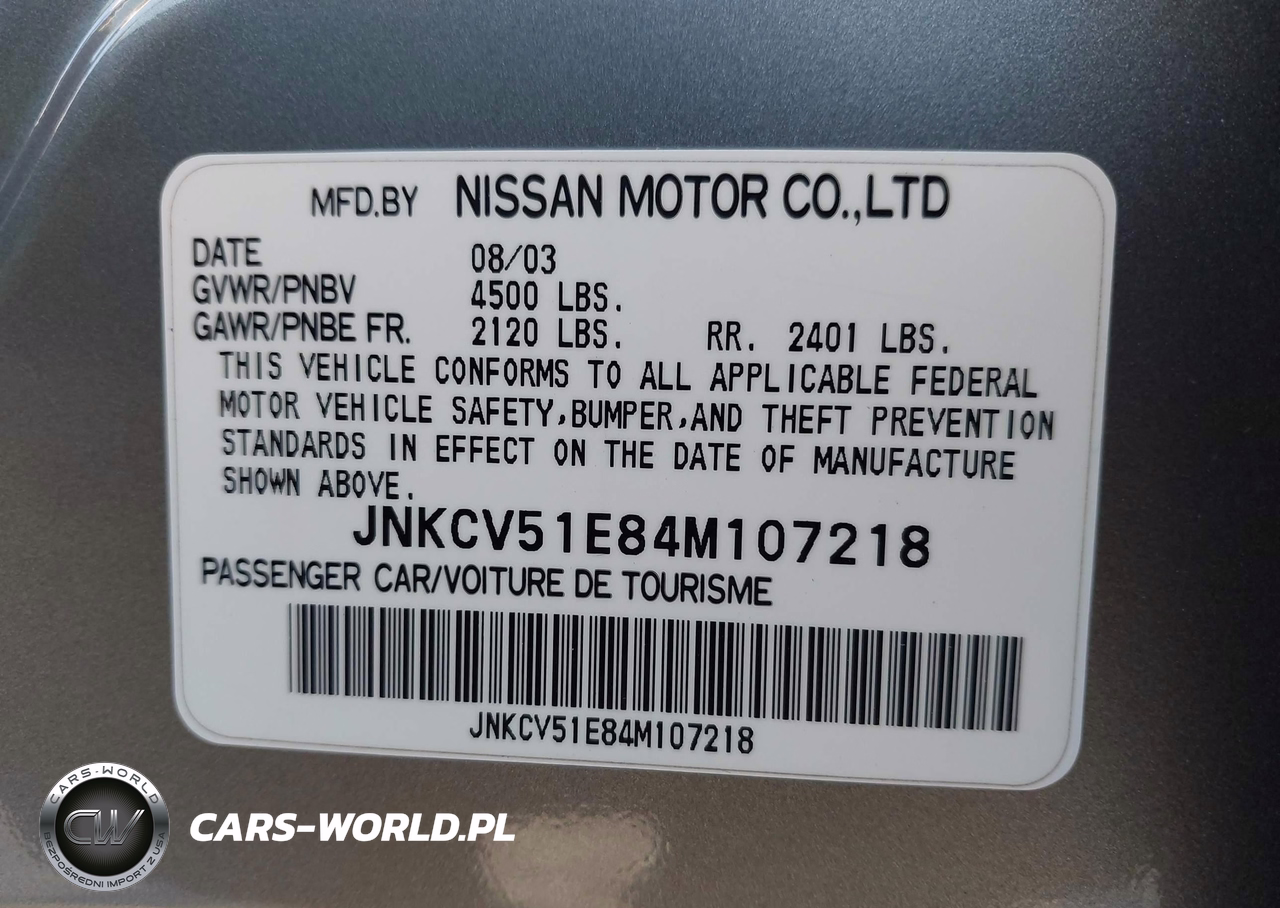 MFD.BY NISSAN MOTOR CO.,LTD
DATE 08/03
GVWR/PNBV 4500 LBS.
GAWR/PNBE FR. 2120 LBS. RR. 2401 LBS.
THIS VEHICLE CONFORMS TO ALL APPLICABLE FEDERAL
MOTOR VEHICLE SAFETY,BUMPER,AND THEFT PREVENTION
STANDARDS IN EFFECT ON THE DATE OF MANUFACTURE
SHOWN ABOVE.
JNKCV51E84M107218
PASSENGER CAR/VOITURE DE TOURISME
JNKCV51E84M107218
CARS-WORLD
CW
BEZPOŚREDNI IMPORT Z USA
CARS-WORLD.PL